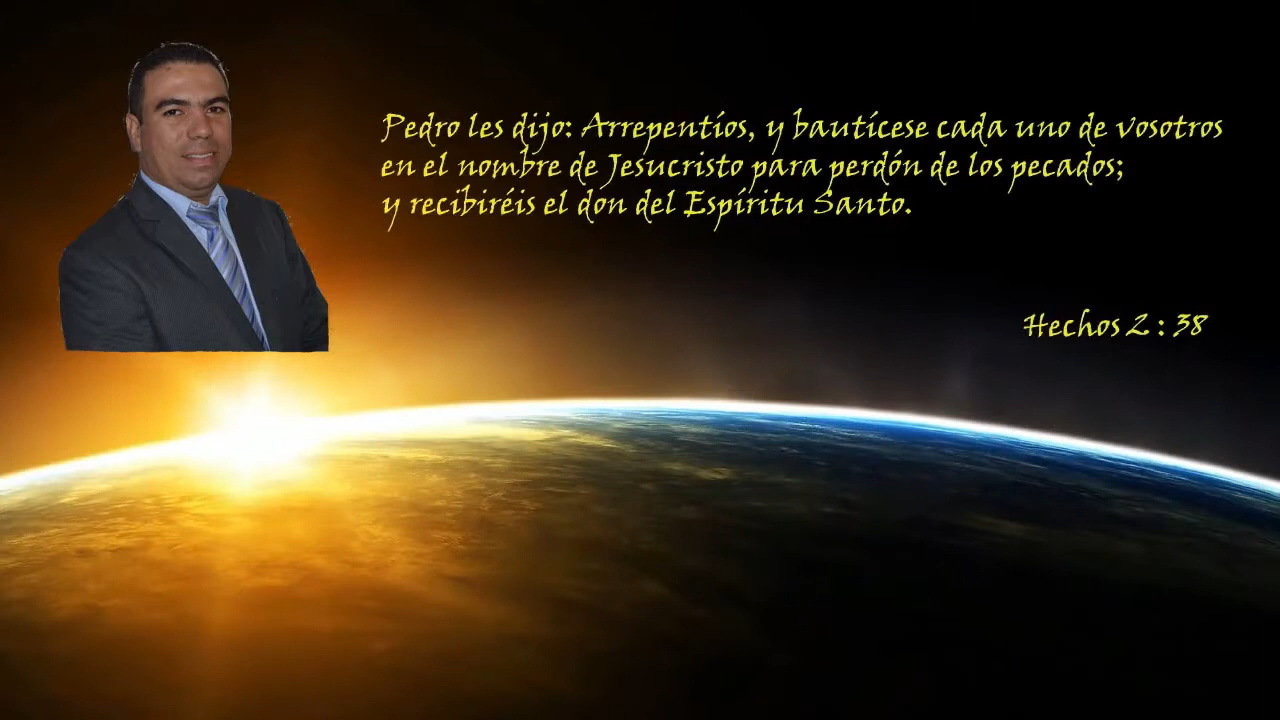 Pedro les dijo: Arrepentíos, y bautícese cada uno de vosotros
en el nombre de Jesucristo para perdón de los pecados;
y recibiréis el don del Espíritu Santo.
Hechos 2 : 38